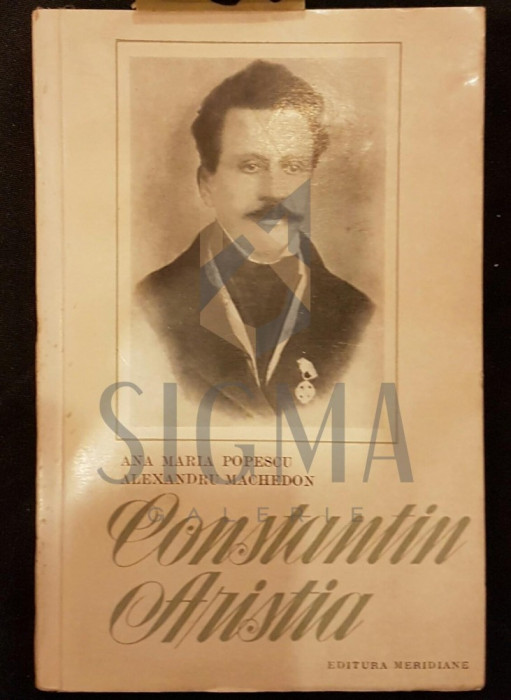 ANA MARIA POPESCU
ALEXANDRU MACHEDON
SIGMA
GALERIE
Constantin
Aristia
EDITURA MERIDIANE